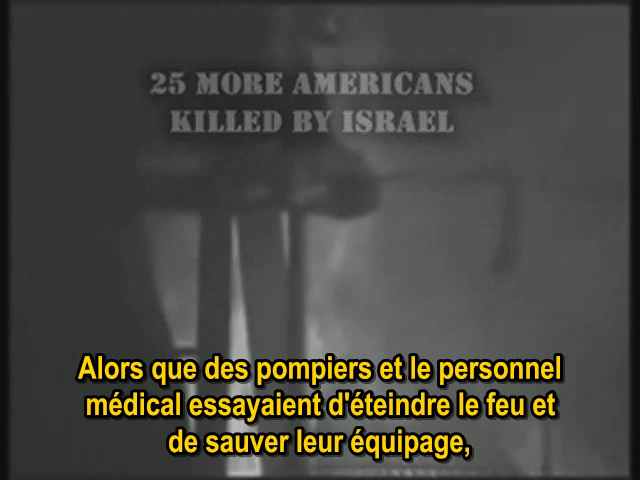 25 MORE AMERICANS
KILLED BY ISRAEL
Alors que des pompiers et le personnel
médical essayaient d'éteindre le feu et
de sauver leur équipage,